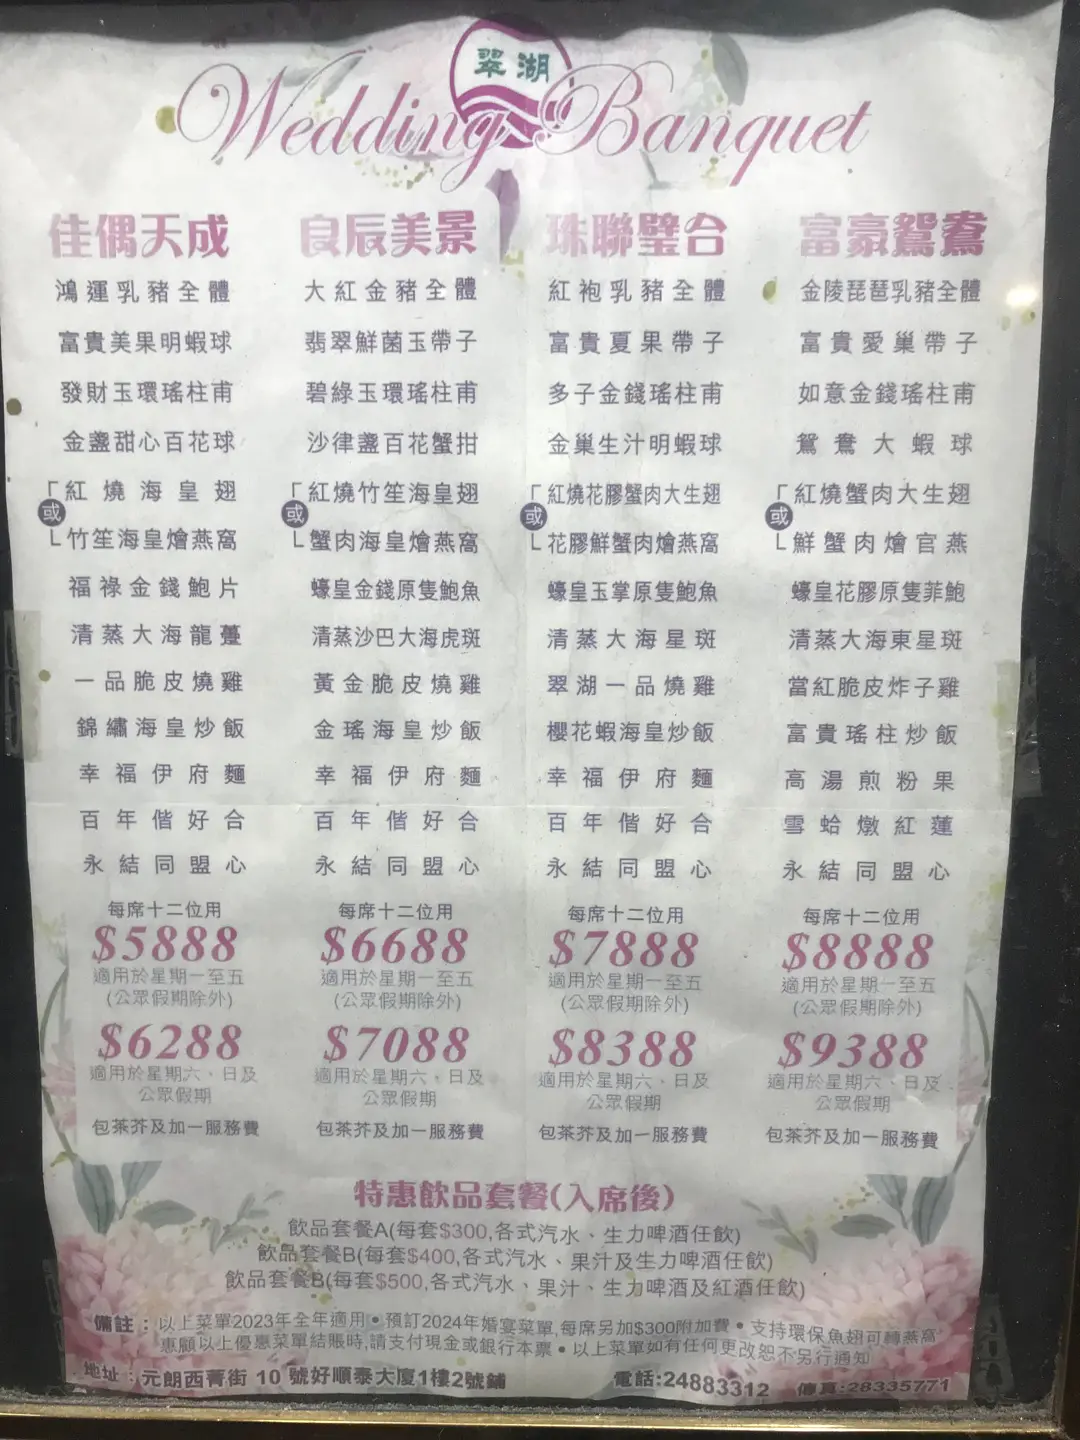 翠湖
Wedding Banquet
佳偶天成
鴻運乳豬全體
富貴美果明蝦球
發財玉環瑤柱甫
金盞甜心百花球
「紅燒海皇翅
或
└竹笙海皇燴燕窩
福祿金錢鮑片
清蒸大海龍躉
一品脆皮燒雞
錦繡海皇炒飯
幸福伊府麵
百年偕好合
永結同盟心
每席十二位用
$5888
適用於星期一至五
(公眾假期除外)
$6288
適用於星期六、日及
公眾假期
包茶芥及加一服務費
良辰美景
大紅金豬全體
翡翠鮮菌玉帶子
碧綠玉環瑤柱甫
沙律盞百花蟹拑
「紅燒竹笙海皇翅
或
└蟹肉海皇燴燕窩
蠔皇金錢原隻鮑魚
清蒸沙巴大海虎斑
黃金脆皮燒雞
金瑤海皇炒飯
幸福伊府麵
百年偕好合
永結同盟心
每席十二位用
$6688
適用於星期一至五
(公眾假期除外)
$7088
適用於星期六、日及
公眾假期
包茶芥及加一服務費
珠聯璧合
紅袍乳豬全體
富貴夏果帶子
多子金錢瑤柱甫
金巢生汁明蝦球
「紅燒花膠蟹肉大生翅
或
└花膠鮮蟹肉燴燕窩
蠔皇玉掌原隻鮑魚
清蒸大海星斑
翠湖一品燒雞
櫻花蝦海皇炒飯
幸福伊府麵
百年偕好合
永結同盟心
每席十二位用
$7888
適用於星期一至五
(公眾假期除外)
$8388
適用於星期六、日及
公眾假期
包茶芥及加一服務費
富豪鴛鴦
金陵琵琶乳豬全體
富貴愛巢帶子
如意金錢瑤柱甫
鴛鴦大蝦球
「紅燒蟹肉大生翅
或
└鮮蟹肉燴官燕
蠔皇花膠原隻菲鮑
清蒸大海東星斑
當紅脆皮炸子雞
富貴瑤柱炒飯
高湯煎粉果
雪蛤燉紅蓮
永結同盟心
每席十二位用
$8888
適用於星期一至五
(公眾假期除外)
$9388
適用於星期六、日及
公眾假期
包茶芥及加一服務費
特惠飲品套餐(入席後)
飲品套餐A(每套$300,各式汽水、生力啤酒任飲)
飲品套餐B(每套$400,各式汽水、果汁及生力啤酒任飲)
飲品套餐B(每套$500,各式汽水、果汁、生力啤酒及紅酒任飲)
備註：以上菜單2023年全年適用•預訂2024年婚宴菜單,每席另加$300附加費•支持環保魚翅可轉燕窩
惠顧以上優惠菜單結賬時,請支付現金或銀行本票•以上菜單如有任何更改恕不另行通知
地址：元朗西菁街 10 號好順泰大廈1樓2號鋪 電話:24883312 傳真:28335771